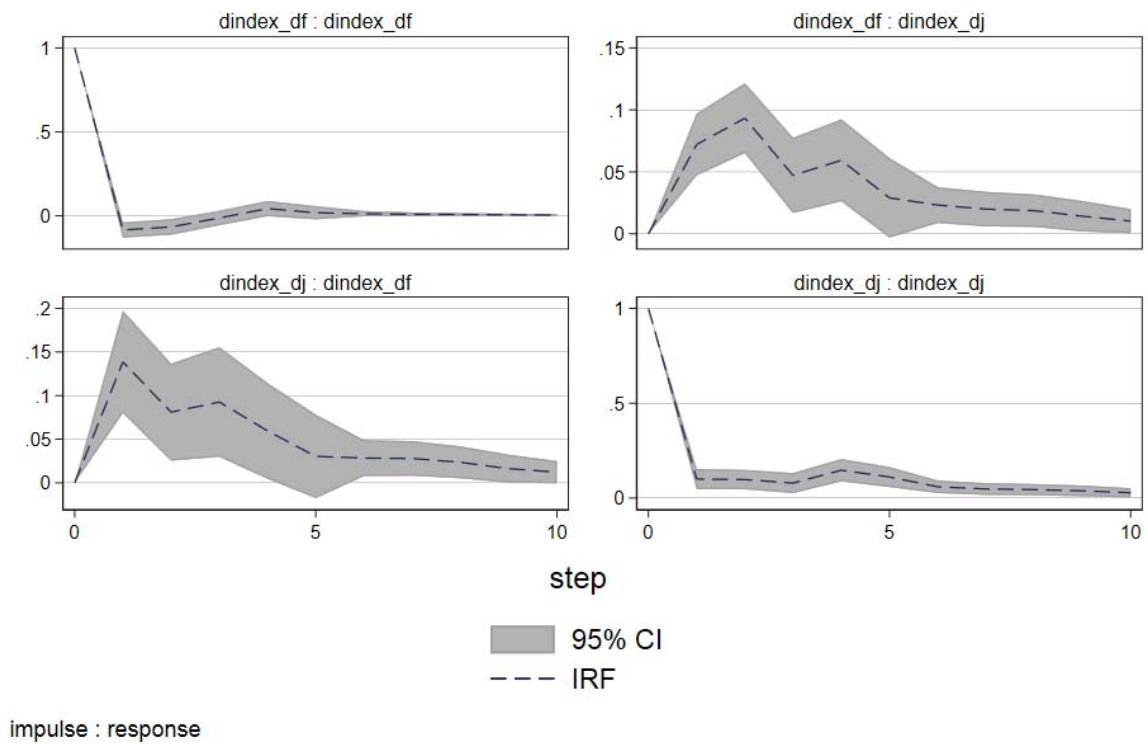 dindex_df : dindex_df
1
.5
0
dindex_df : dindex_dj
.15
.1
.05
0
dindex_dj : dindex_df
.2
.15
.1
.05
0
0
5
10
dindex_dj : dindex_dj
1
.5
0
0
5
10
step
95% CI
IRF
impulse : response